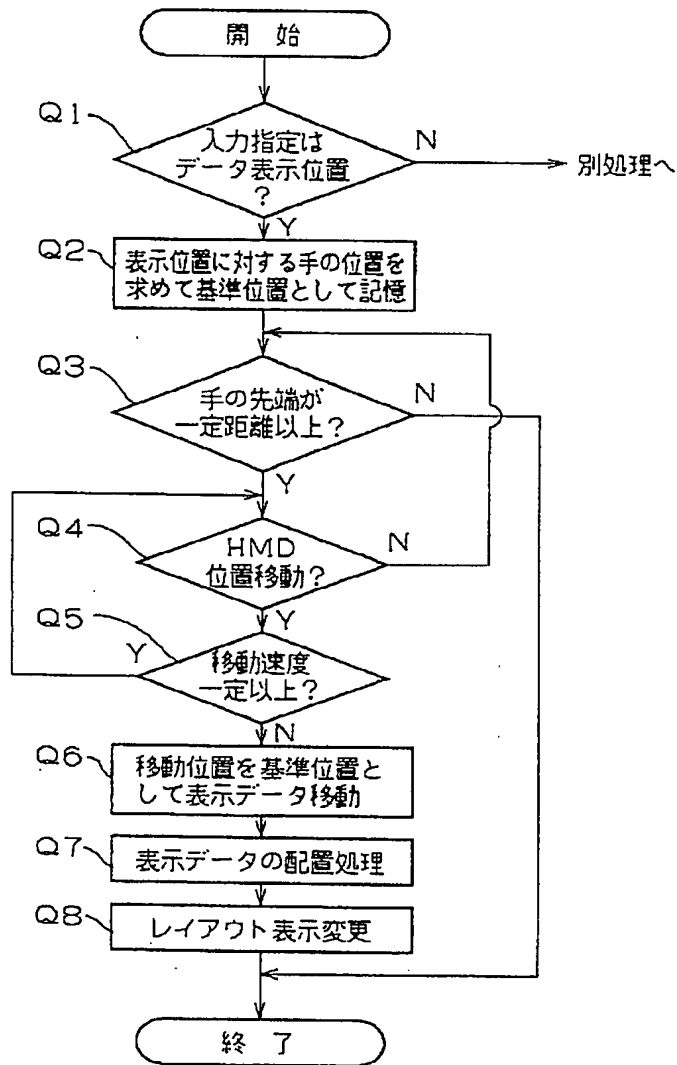 開 始
Q1
入力指定は
データ表示位置
?
N
別処理へ
Y
Q2
表示位置に対する手の位置を
求めて基準位置として記憶
Q3
手の先端が
一定距離以上?
N
Y
Q4
HMD
位置移動?
N
Y
Q5
移動速度
一定以上?
Y
N
Q6
移動位置を基準位置と
して表示データ移動
Q7
表示データの配置処理
Q8
レイアウト表示変更
終 了